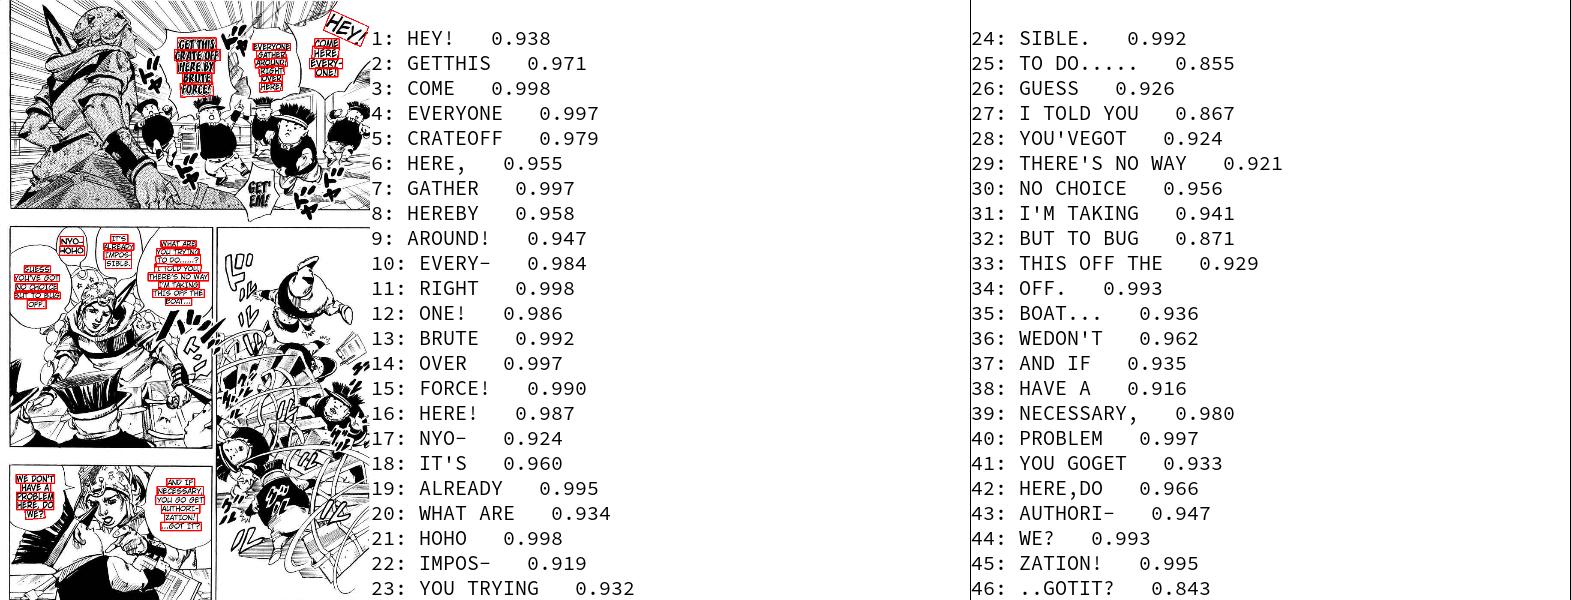 HEY!
GET THIS
CRATE OFF
HERE BY
BRUTE
FORCE!
EVERYONE
GATHER
AROUND!
RIGHT
OVER
HERE!
COME
HERE,
EVERY-
ONE!
ドドド
GET
'EM!
NYO-
HOHO
IT'S
ALREADY
IMPOS-
SIBLE.
WHAT ARE
YOU TRYING
TO DO......?
I TOLD YOU,
THERE'S NO WAY
I'M TAKING
THIS OFF THE
BOAT...
GUESS
YOU'VE GOT
NO CHOICE
BUT TO BUG
OFF.
WE DON'T
HAVE A
PROBLEM
HERE, DO
WE?
AND IF
NECESSARY,
YOU GO GET
AUTHORI-
ZATION!
...GOT IT?
1: HEY! 0.938
2: GETTHIS 0.971
3: COME 0.998
4: EVERYONE 0.997
5: CRATEOFF 0.979
6: HERE, 0.955
7: GATHER 0.997
8: HEREBY 0.958
9: AROUND! 0.947
10: EVERY- 0.984
11: RIGHT 0.998
12: ONE! 0.986
13: BRUTE 0.992
14: OVER 0.997
15: FORCE! 0.990
16: HERE! 0.987
17: NYO- 0.924
18: IT'S 0.960
19: ALREADY 0.995
20: WHAT ARE 0.934
21: HOHO 0.998
22: IMPOS- 0.919
23: YOU TRYING 0.932
24: SIBLE. 0.992
25: TO DO..... 0.855
26: GUESS 0.926
27: I TOLD YOU 0.867
28: YOU'VEGOT 0.924
29: THERE'S NO WAY 0.921
30: NO CHOICE 0.956
31: I'M TAKING 0.941
32: BUT TO BUG 0.871
33: THIS OFF THE 0.929
34: OFF. 0.993
35: BOAT... 0.936
36: WEDON'T 0.962
37: AND IF 0.935
38: HAVE A 0.916
39: NECESSARY, 0.980
40: PROBLEM 0.997
41: YOU GOGET 0.933
42: HERE,DO 0.966
43: AUTHORI- 0.947
44: WE? 0.993
45: ZATION! 0.995
46: ..GOTIT? 0.843